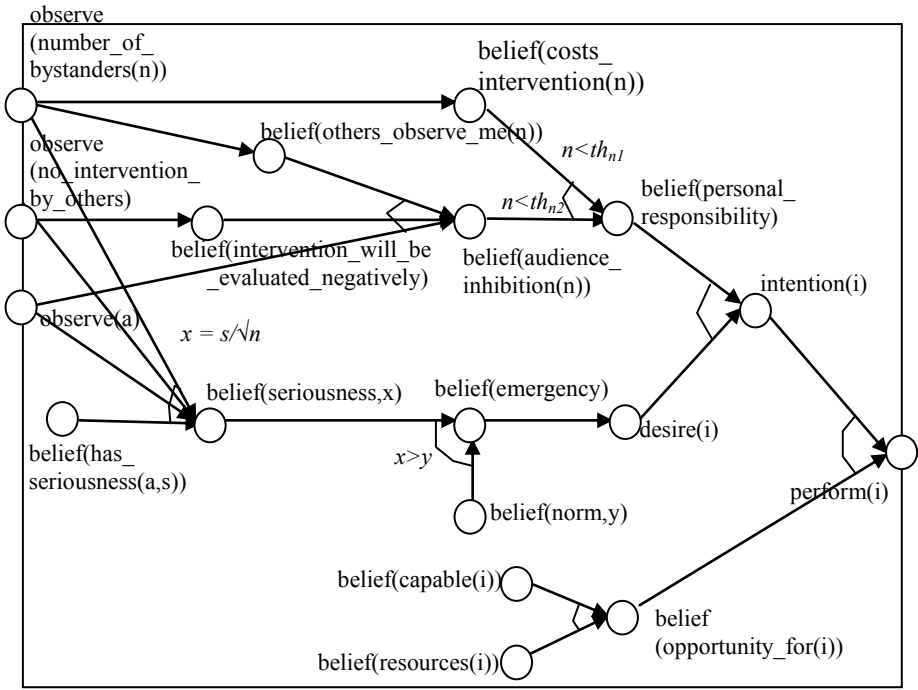 observe
(number_of_
bystanders(n))
belief(costs_
intervention(n))
belief(others_observe_me(n))
n<th_n1
observe
(no_intervention_
by_others)
n<th_n2
belief(personal_
responsibility)
belief(intervention_will_be
_evaluated_negatively)
belief(audience_
inhibition(n))
intention(i)
observe(a)
x = s/√n
belief(seriousness,x)
belief(emergency)
desire(i)
belief(has_
seriousness(a,s))
x>y
perform(i)
belief(norm,y)
belief(capable(i))
belief
(opportunity_for(i))
belief(resources(i))